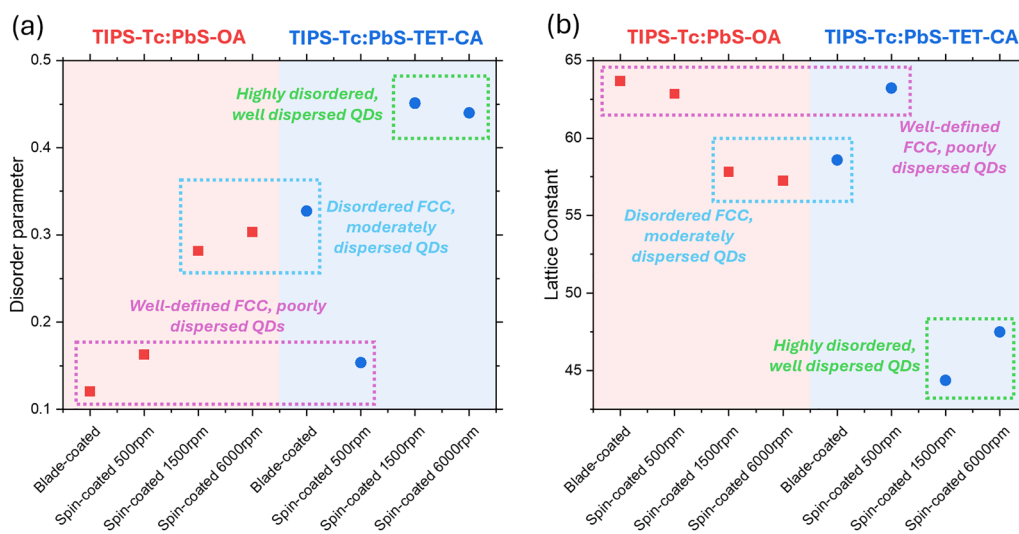 (a)
TIPS-Tc:PbS-OA
TIPS-Tc:PbS-TET-CA
Disorder parameter
0.5
0.4
0.3
0.2
0.1
Highly disordered,
well dispersed QDs
Disordered FCC,
moderately
dispersed QDs
Well-defined FCC, poorly
dispersed QDs
Blade-coated
Spin-coated 500rpm
Spin-coated 1500rpm
Spin-coated 6000rpm
Blade-coated
Spin-coated 500rpm
Spin-coated 1500rpm
Spin-coated 6000rpm
(b)
TIPS-Tc:PbS-OA
TIPS-Tc:PbS-TET-CA
Lattice Constant
65
60
55
50
45
Well-defined
FCC, poorly
dispersed QDs
Disordered FCC,
moderately
dispersed QDs
Highly disordered,
well dispersed QDs
Blade-coated
Spin-coated 500rpm
Spin-coated 1500rpm
Spin-coated 6000rpm
Blade-coated
Spin-coated 500rpm
Spin-coated 1500rpm
Spin-coated 6000rpm